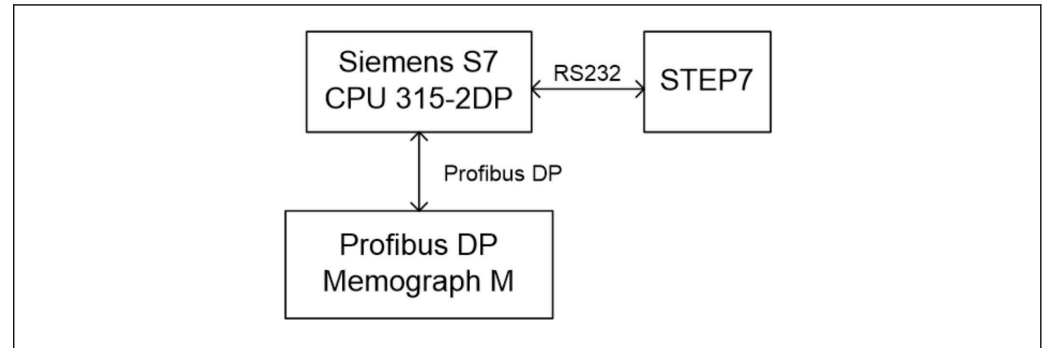 Siemens S7
CPU 315-2DP
RS232
STEP7
Profibus DP
Profibus DP
Memograph M